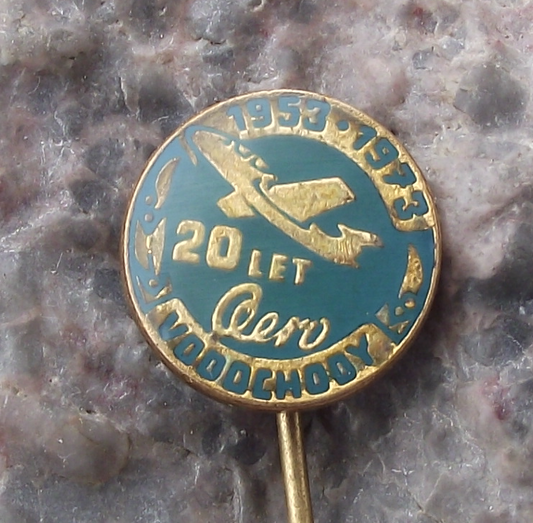 1953 • 1973
20 LET
Aero
VODOCHODY